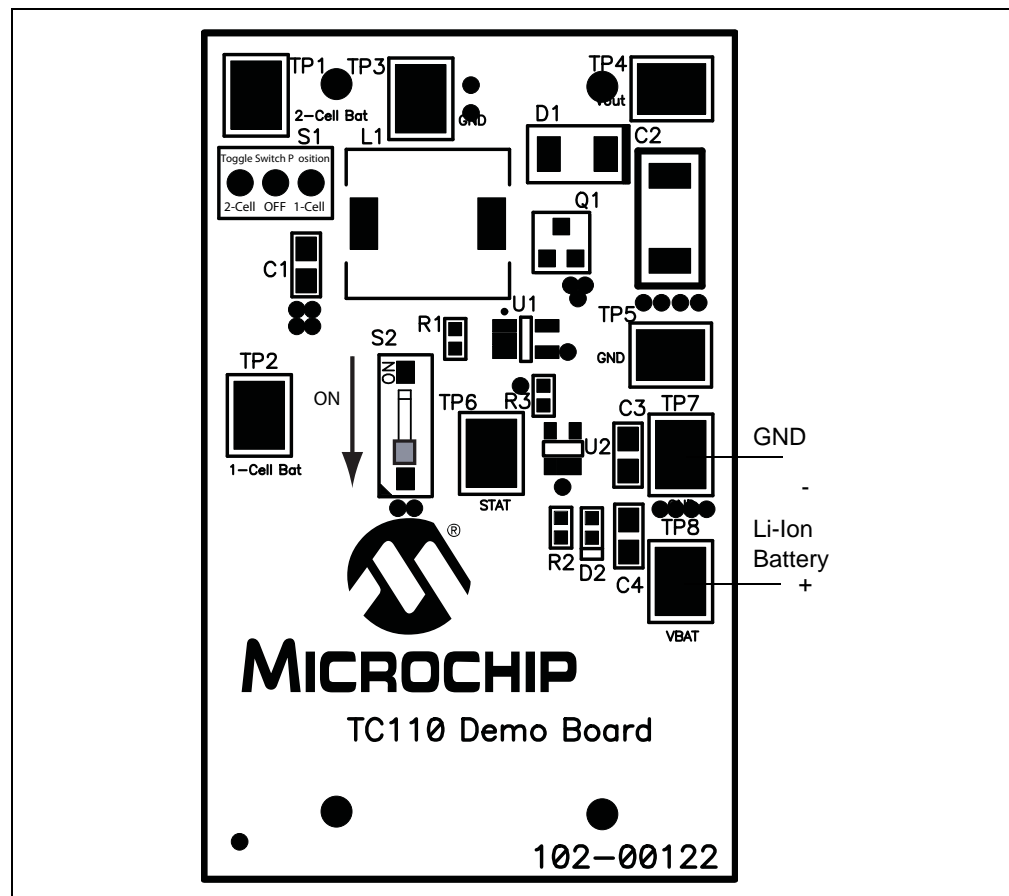 TP1
TP3
TP4
Vout
2-Cell Bat
GND
D1
C2
S1
L1
Toggle Switch P osition
2-Cell OFF 1-Cell
Q1
C1
U1
R1
TP5
S2
GND
ON
TP2
ON
TP6
R3
C3
TP7
GND
U2
1-Cell Bat
-
STAT
®
TP8
Li-Ion
Battery
+
R2
D2
C4
VBAT
MICROCHIP
TC110 Demo Board
102-00122